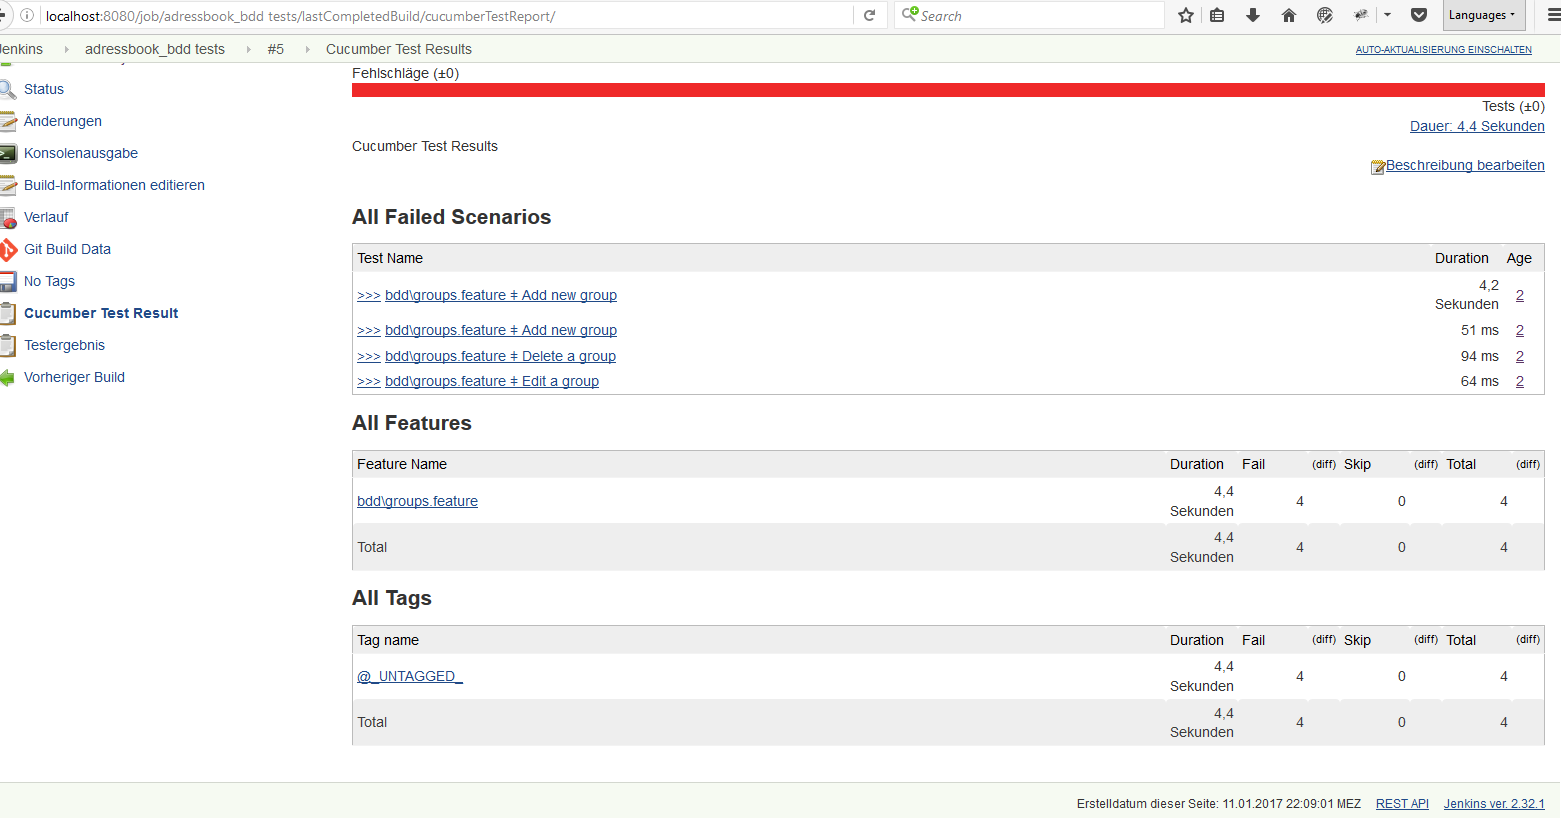 localhost:8080/job/adressbook_bdd tests/lastCompletedBuild/cucumberTestReport/
Search
Languages
Jenkins adressbook_bdd tests #5 Cucumber Test Results
AUTO-AKTUALISIERUNG EINSCHALTEN
Status
Änderungen
Konsolenausgabe
Build-Informationen editieren
Verlauf
Git Build Data
No Tags
Cucumber Test Result
Testergebnis
Vorheriger Build
Fehlschläge (±0)
Tests (±0)
Dauer: 4,4 Sekunden
Cucumber Test Results
Beschreibung bearbeiten
All Failed Scenarios
Test Name Duration Age
>>> bdd\groups.feature ǂ Add new group 4,2 Sekunden 2
>>> bdd\groups.feature ǂ Add new group 51 ms 2
>>> bdd\groups.feature ǂ Delete a group 94 ms 2
>>> bdd\groups.feature ǂ Edit a group 64 ms 2
All Features
Feature Name Duration Fail (diff) Skip (diff) Total (diff)
bdd\groups.feature 4,4 Sekunden 4 0 4
Total 4,4 Sekunden 4 0 4
All Tags
Tag name Duration Fail (diff) Skip (diff) Total (diff)
@_UNTAGGED_ 4,4 Sekunden 4 0 4
Total 4,4 Sekunden 4 0 4
Erstelldatum dieser Seite: 11.01.2017 22:09:01 MEZ REST API Jenkins ver. 2.32.1